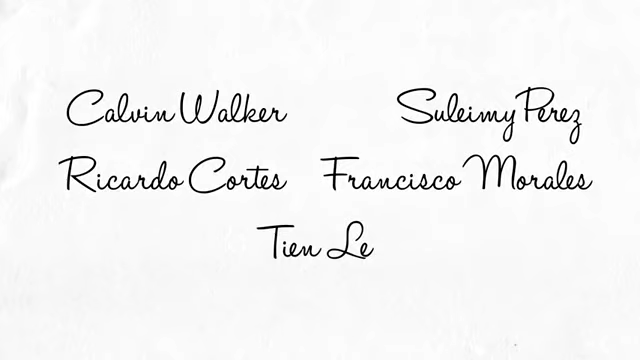 Calvin Walker Suleimy Perez
Ricardo Cortes Francisco Morales
Tien Le